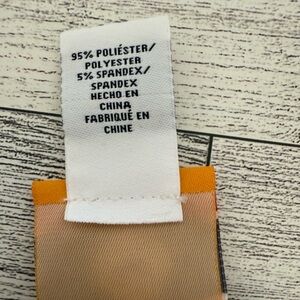 95% POLIÉSTER/
POLYESTER
5% SPANDEX/
SPANDEX
HECHO EN
CHINA
FABRIQUÉ EN
CHINE